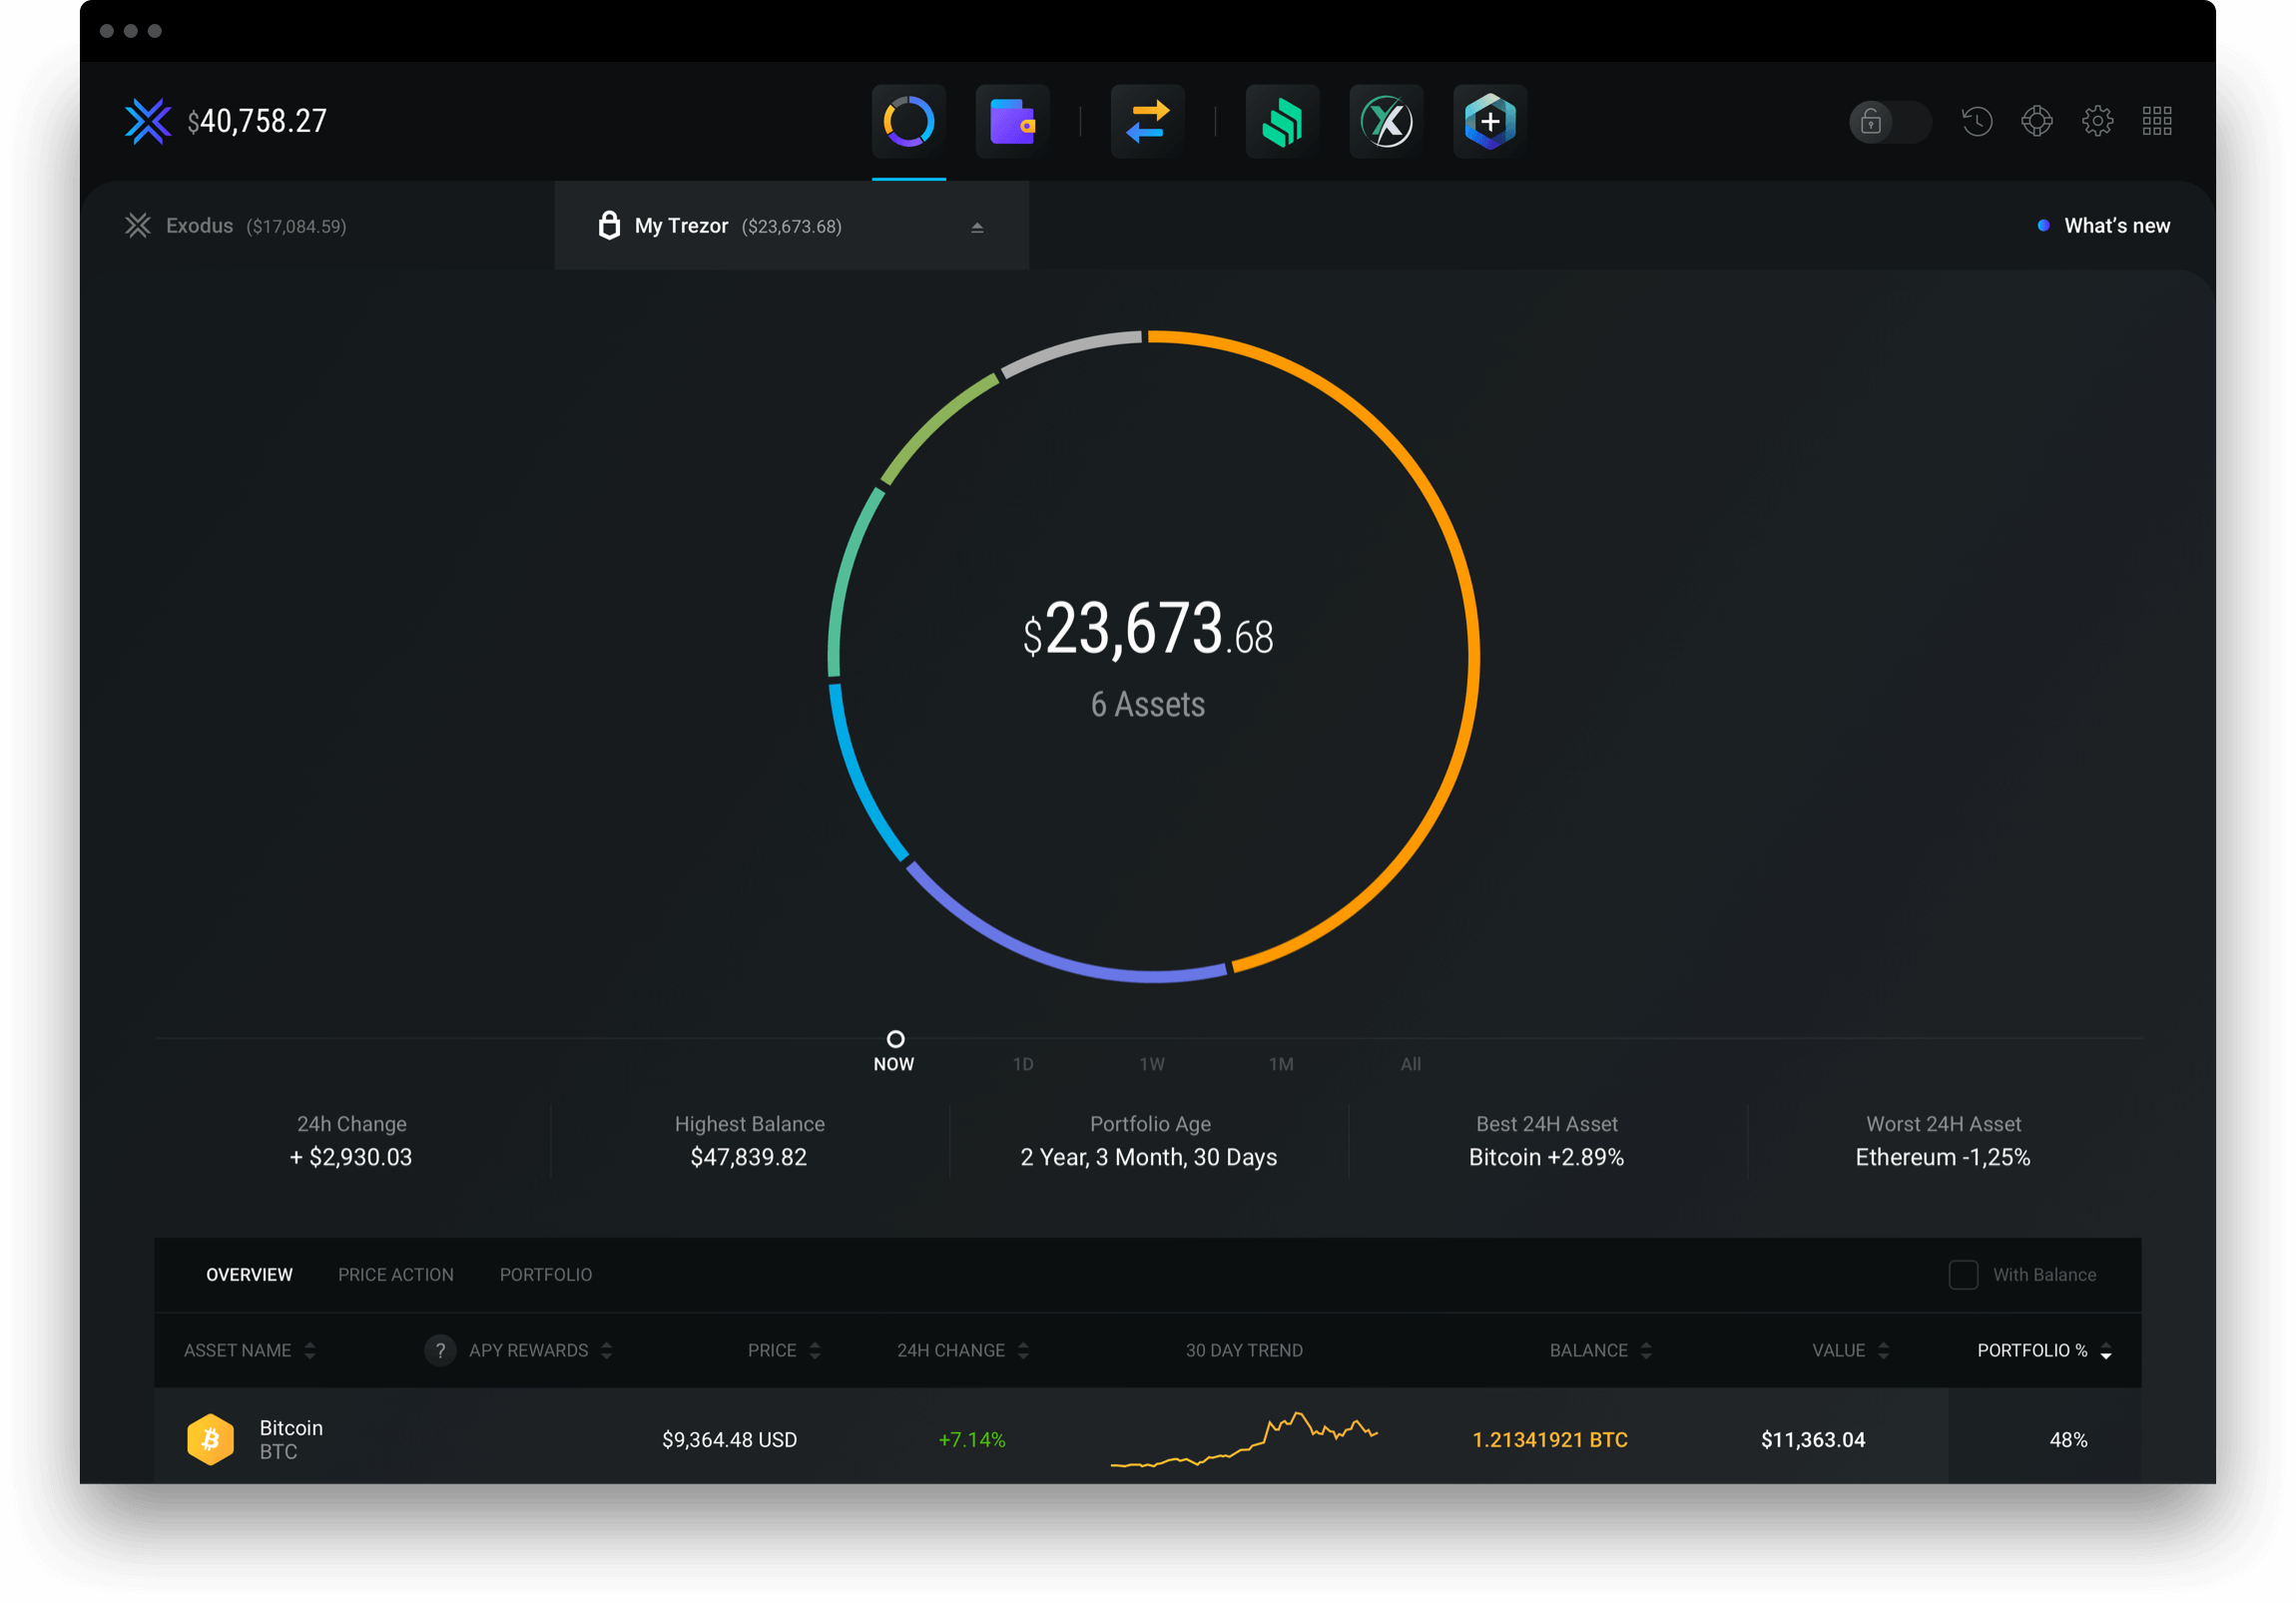 $40,758.27
Exodus ($17,084.59)
My Trezor ($23,673.68)
What's new
$23,673.68
6 Assets
NOW 1D 1W 1M All
24h Change Highest Balance Portfolio Age Best 24H Asset Worst 24H Asset
+ $2,930.03 $47,839.82 2 Year, 3 Month, 30 Days Bitcoin +2.89% Ethereum -1,25%
OVERVIEW PRICE ACTION PORTFOLIO With Balance
ASSET NAME ? APY REWARDS PRICE 24H CHANGE 30 DAY TREND BALANCE VALUE PORTFOLIO %
Bitcoin
BTC
$9,364.48 USD +7.14% 1.21341921 BTC $11,363.04 48%